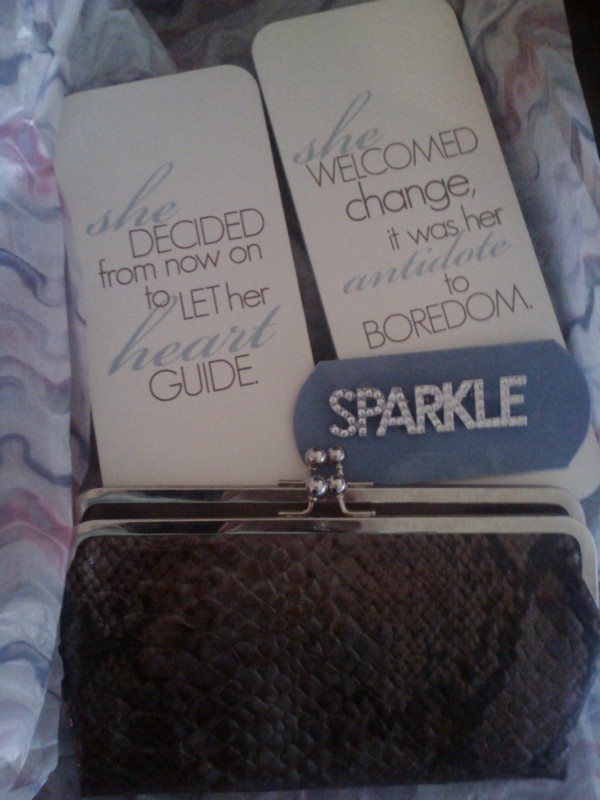 she
DECIDED
from now on
to LET her
heart
GUIDE.
she
WELCOMED
change,
it was her
antidote
to
BOREDOM.
SPARKLE